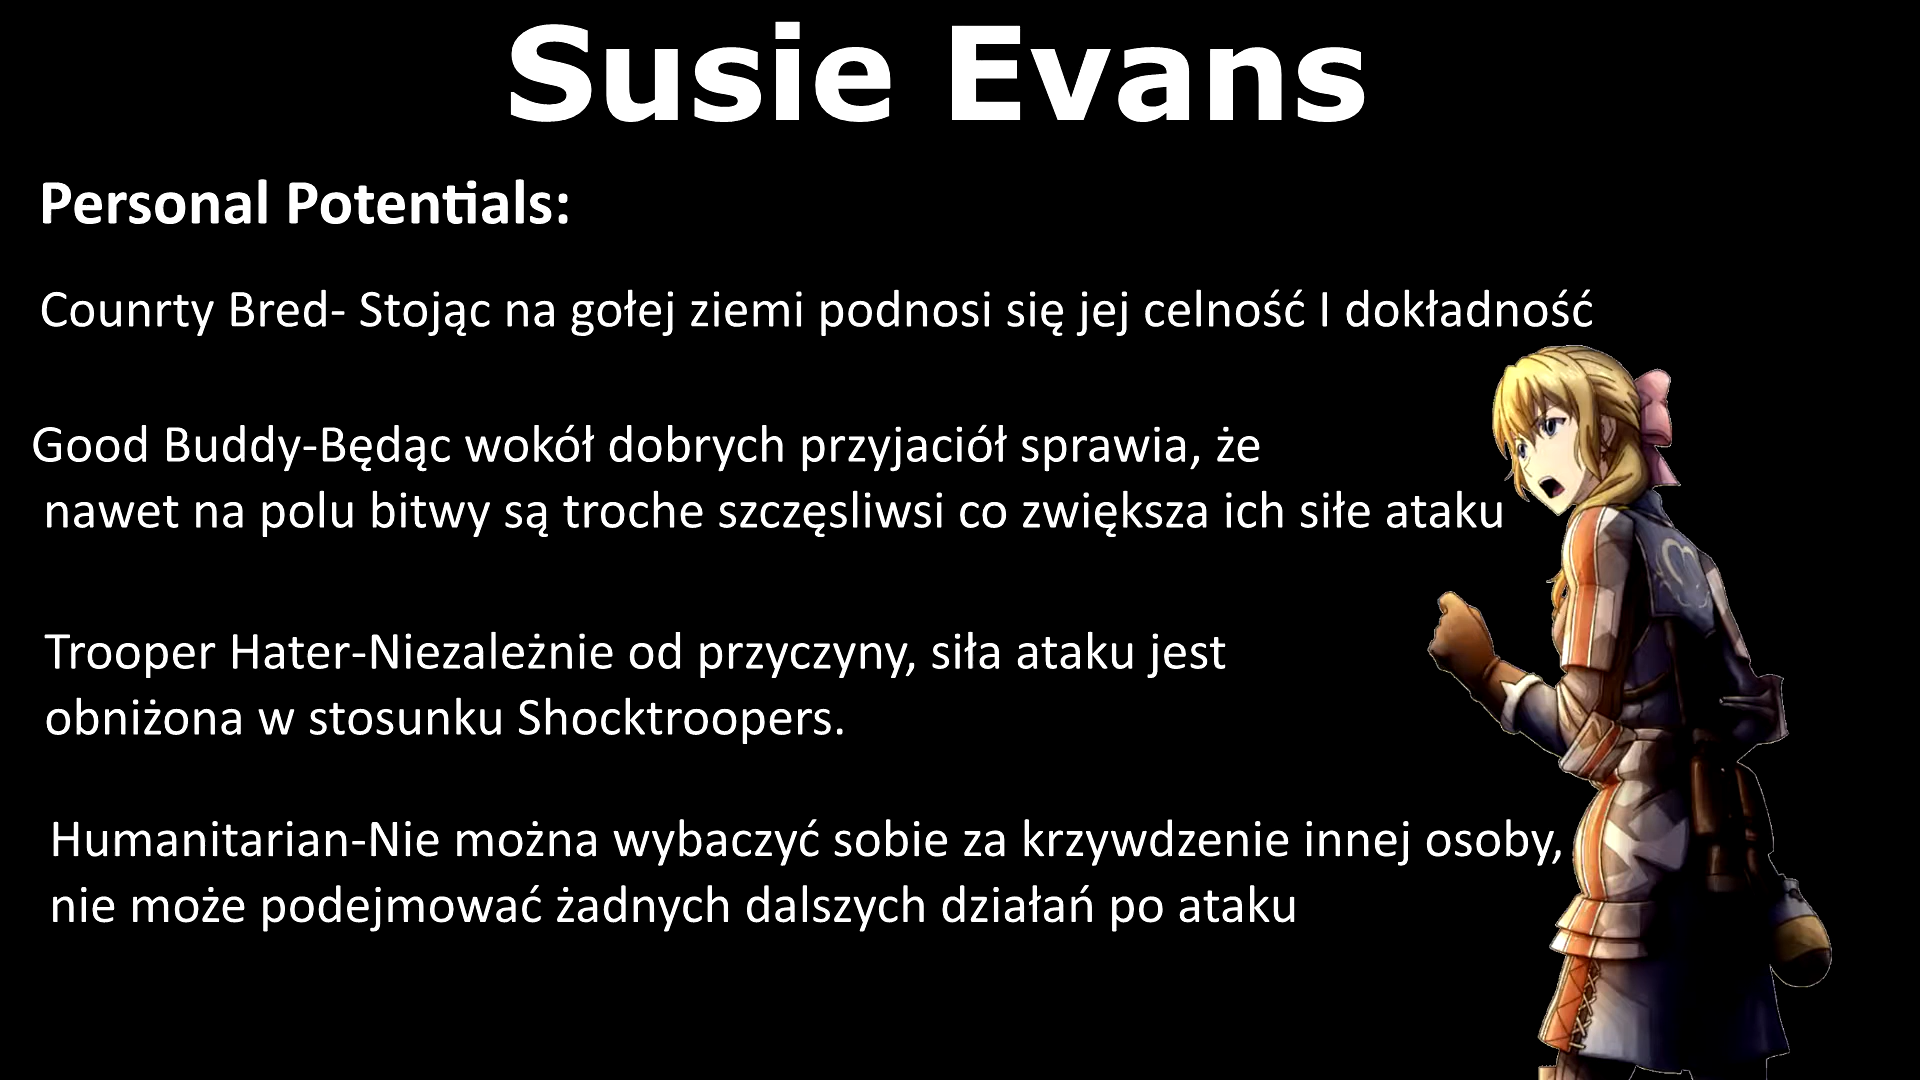 Susie Evans
Personal Potentials:
Counrty Bred- Stojąc na gołej ziemi podnosi się jej celność I dokładność
Good Buddy-Będąc wokół dobrych przyjaciół sprawia, że
nawet na polu bitwy są troche szczęsliwsi co zwiększa ich siłe ataku
Trooper Hater-Niezależnie od przyczyny, siła ataku jest
obniżona w stosunku Shocktroopers.
Humanitarian-Nie można wybaczyć sobie za krzywdzenie innej osoby,
nie może podejmować żadnych dalszych działań po ataku